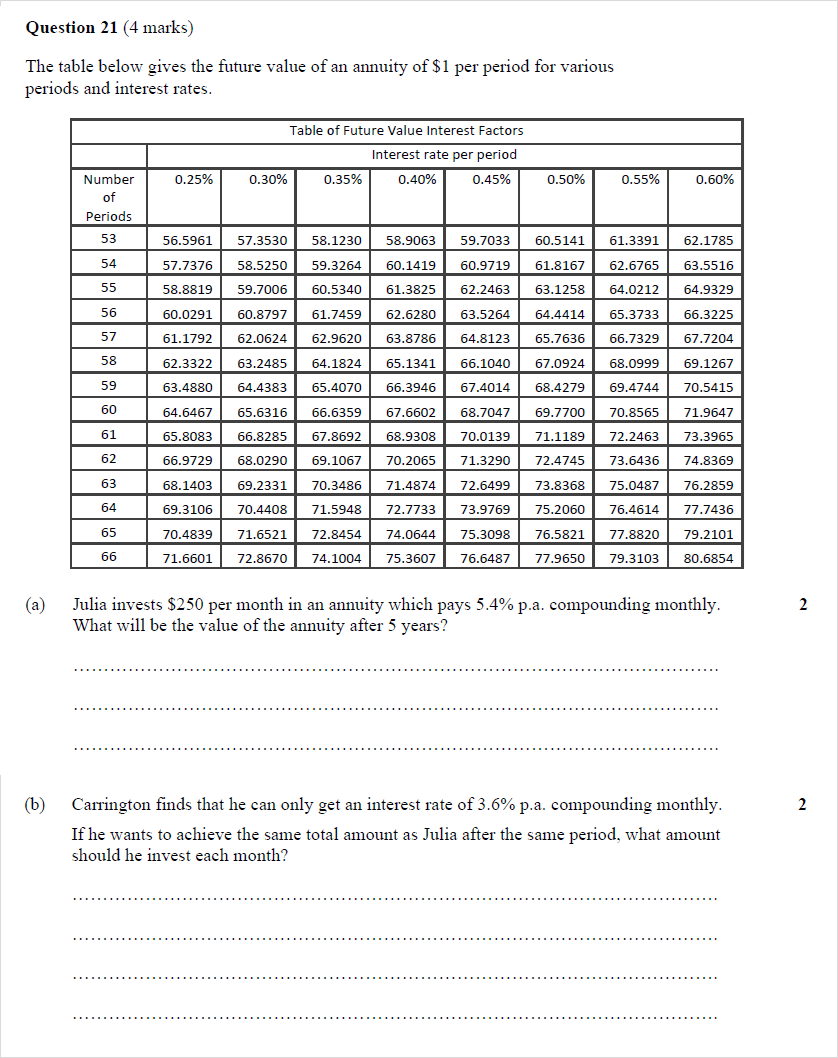 Question 21 (4 marks)
The table below gives the future value of an annuity of $1 per period for various
periods and interest rates.
Table of Future Value Interest Factors
Interest rate per period
Number of Periods 0.25% 0.30% 0.35% 0.40% 0.45% 0.50% 0.55% 0.60%
53 56.5961 57.3530 58.1230 58.9063 59.7033 60.5141 61.3391 62.1785
54 57.7376 58.5250 59.3264 60.1419 60.9719 61.8167 62.6765 63.5516
55 58.8819 59.7006 60.5340 61.3825 62.2463 63.1258 64.0212 64.9329
56 60.0291 60.8797 61.7459 62.6280 63.5264 64.4414 65.3733 66.3225
57 61.1792 62.0624 62.9620 63.8786 64.8123 65.7636 66.7329 67.7204
58 62.3322 63.2485 64.1824 65.1341 66.1040 67.0924 68.0999 69.1267
59 63.4880 64.4383 65.4070 66.3946 67.4014 68.4279 69.4744 70.5415
60 64.6467 65.6316 66.6359 67.6602 68.7047 69.7700 70.8565 71.9647
61 65.8083 66.8285 67.8692 68.9308 70.0139 71.1189 72.2463 73.3965
62 66.9729 68.0290 69.1067 70.2065 71.3290 72.4745 73.6436 74.8369
63 68.1403 69.2331 70.3486 71.4874 72.6499 73.8368 75.0487 76.2859
64 69.3106 70.4408 71.5948 72.7733 73.9769 75.2060 76.4614 77.7436
65 70.4839 71.6521 72.8454 74.0644 75.3098 76.5821 77.8820 79.2101
66 71.6601 72.8670 74.1004 75.3607 76.6487 77.9650 79.3103 80.6854
(a) Julia invests $250 per month in an annuity which pays 5.4% p.a. compounding monthly. 2
What will be the value of the annuity after 5 years?
(b) Carrington finds that he can only get an interest rate of 3.6% p.a. compounding monthly. 2
If he wants to achieve the same total amount as Julia after the same period, what amount
should he invest each month?